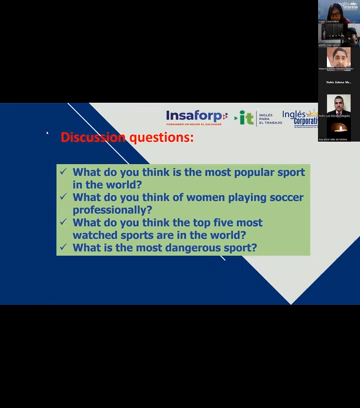 Insaforp
it
INGLÉS
PARA
EL TRABAJO
Inglés
Corporativo
Discussion questions:
✓ What do you think is the most popular sport
in the world?
✓ What do you think of women playing soccer
professionally?
✓ What do you think the top five most
watched sports are in the world?
✓ What is the most dangerous sport?